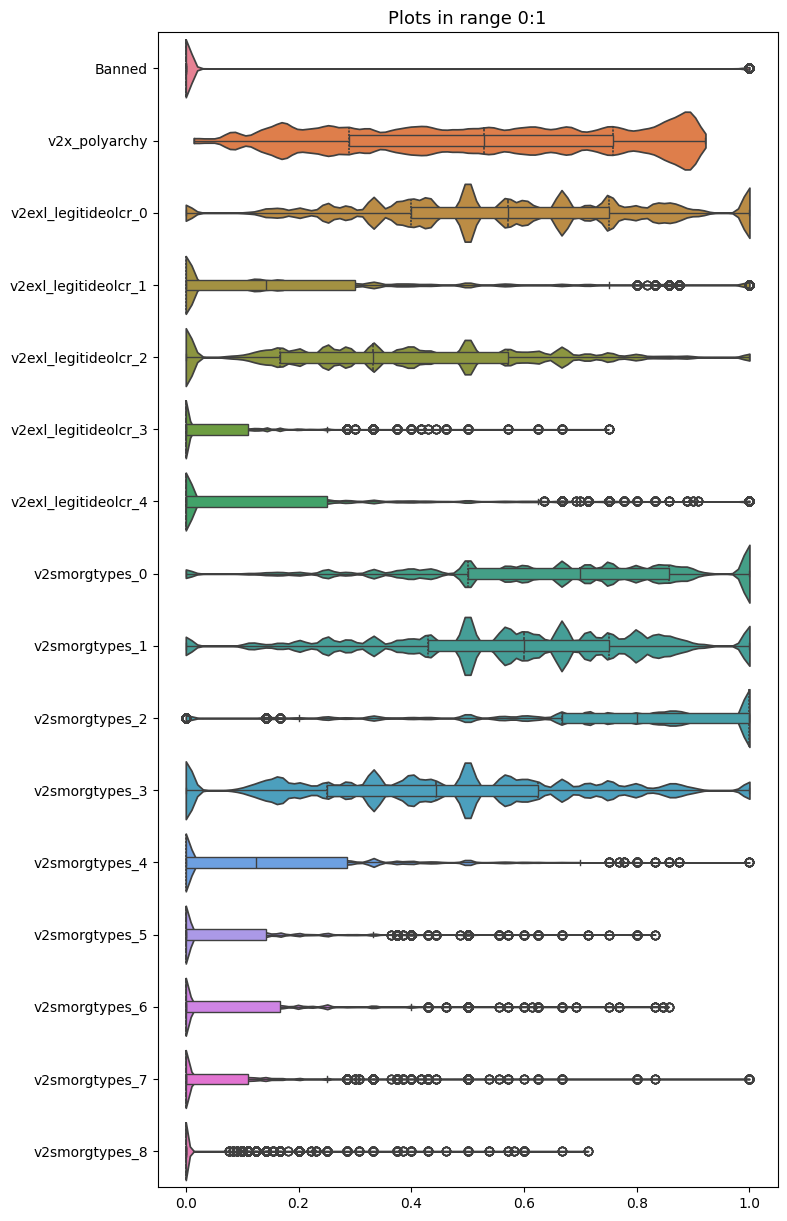 Plots in range 0:1
Banned
v2x_polyarchy
v2exl_legitideolcr_0
v2exl_legitideolcr_1
v2exl_legitideolcr_2
v2exl_legitideolcr_3
v2exl_legitideolcr_4
v2smorgtypes_0
v2smorgtypes_1
v2smorgtypes_2
v2smorgtypes_3
v2smorgtypes_4
v2smorgtypes_5
v2smorgtypes_6
v2smorgtypes_7
v2smorgtypes_8
0.0 0.2 0.4 0.6 0.8 1.0